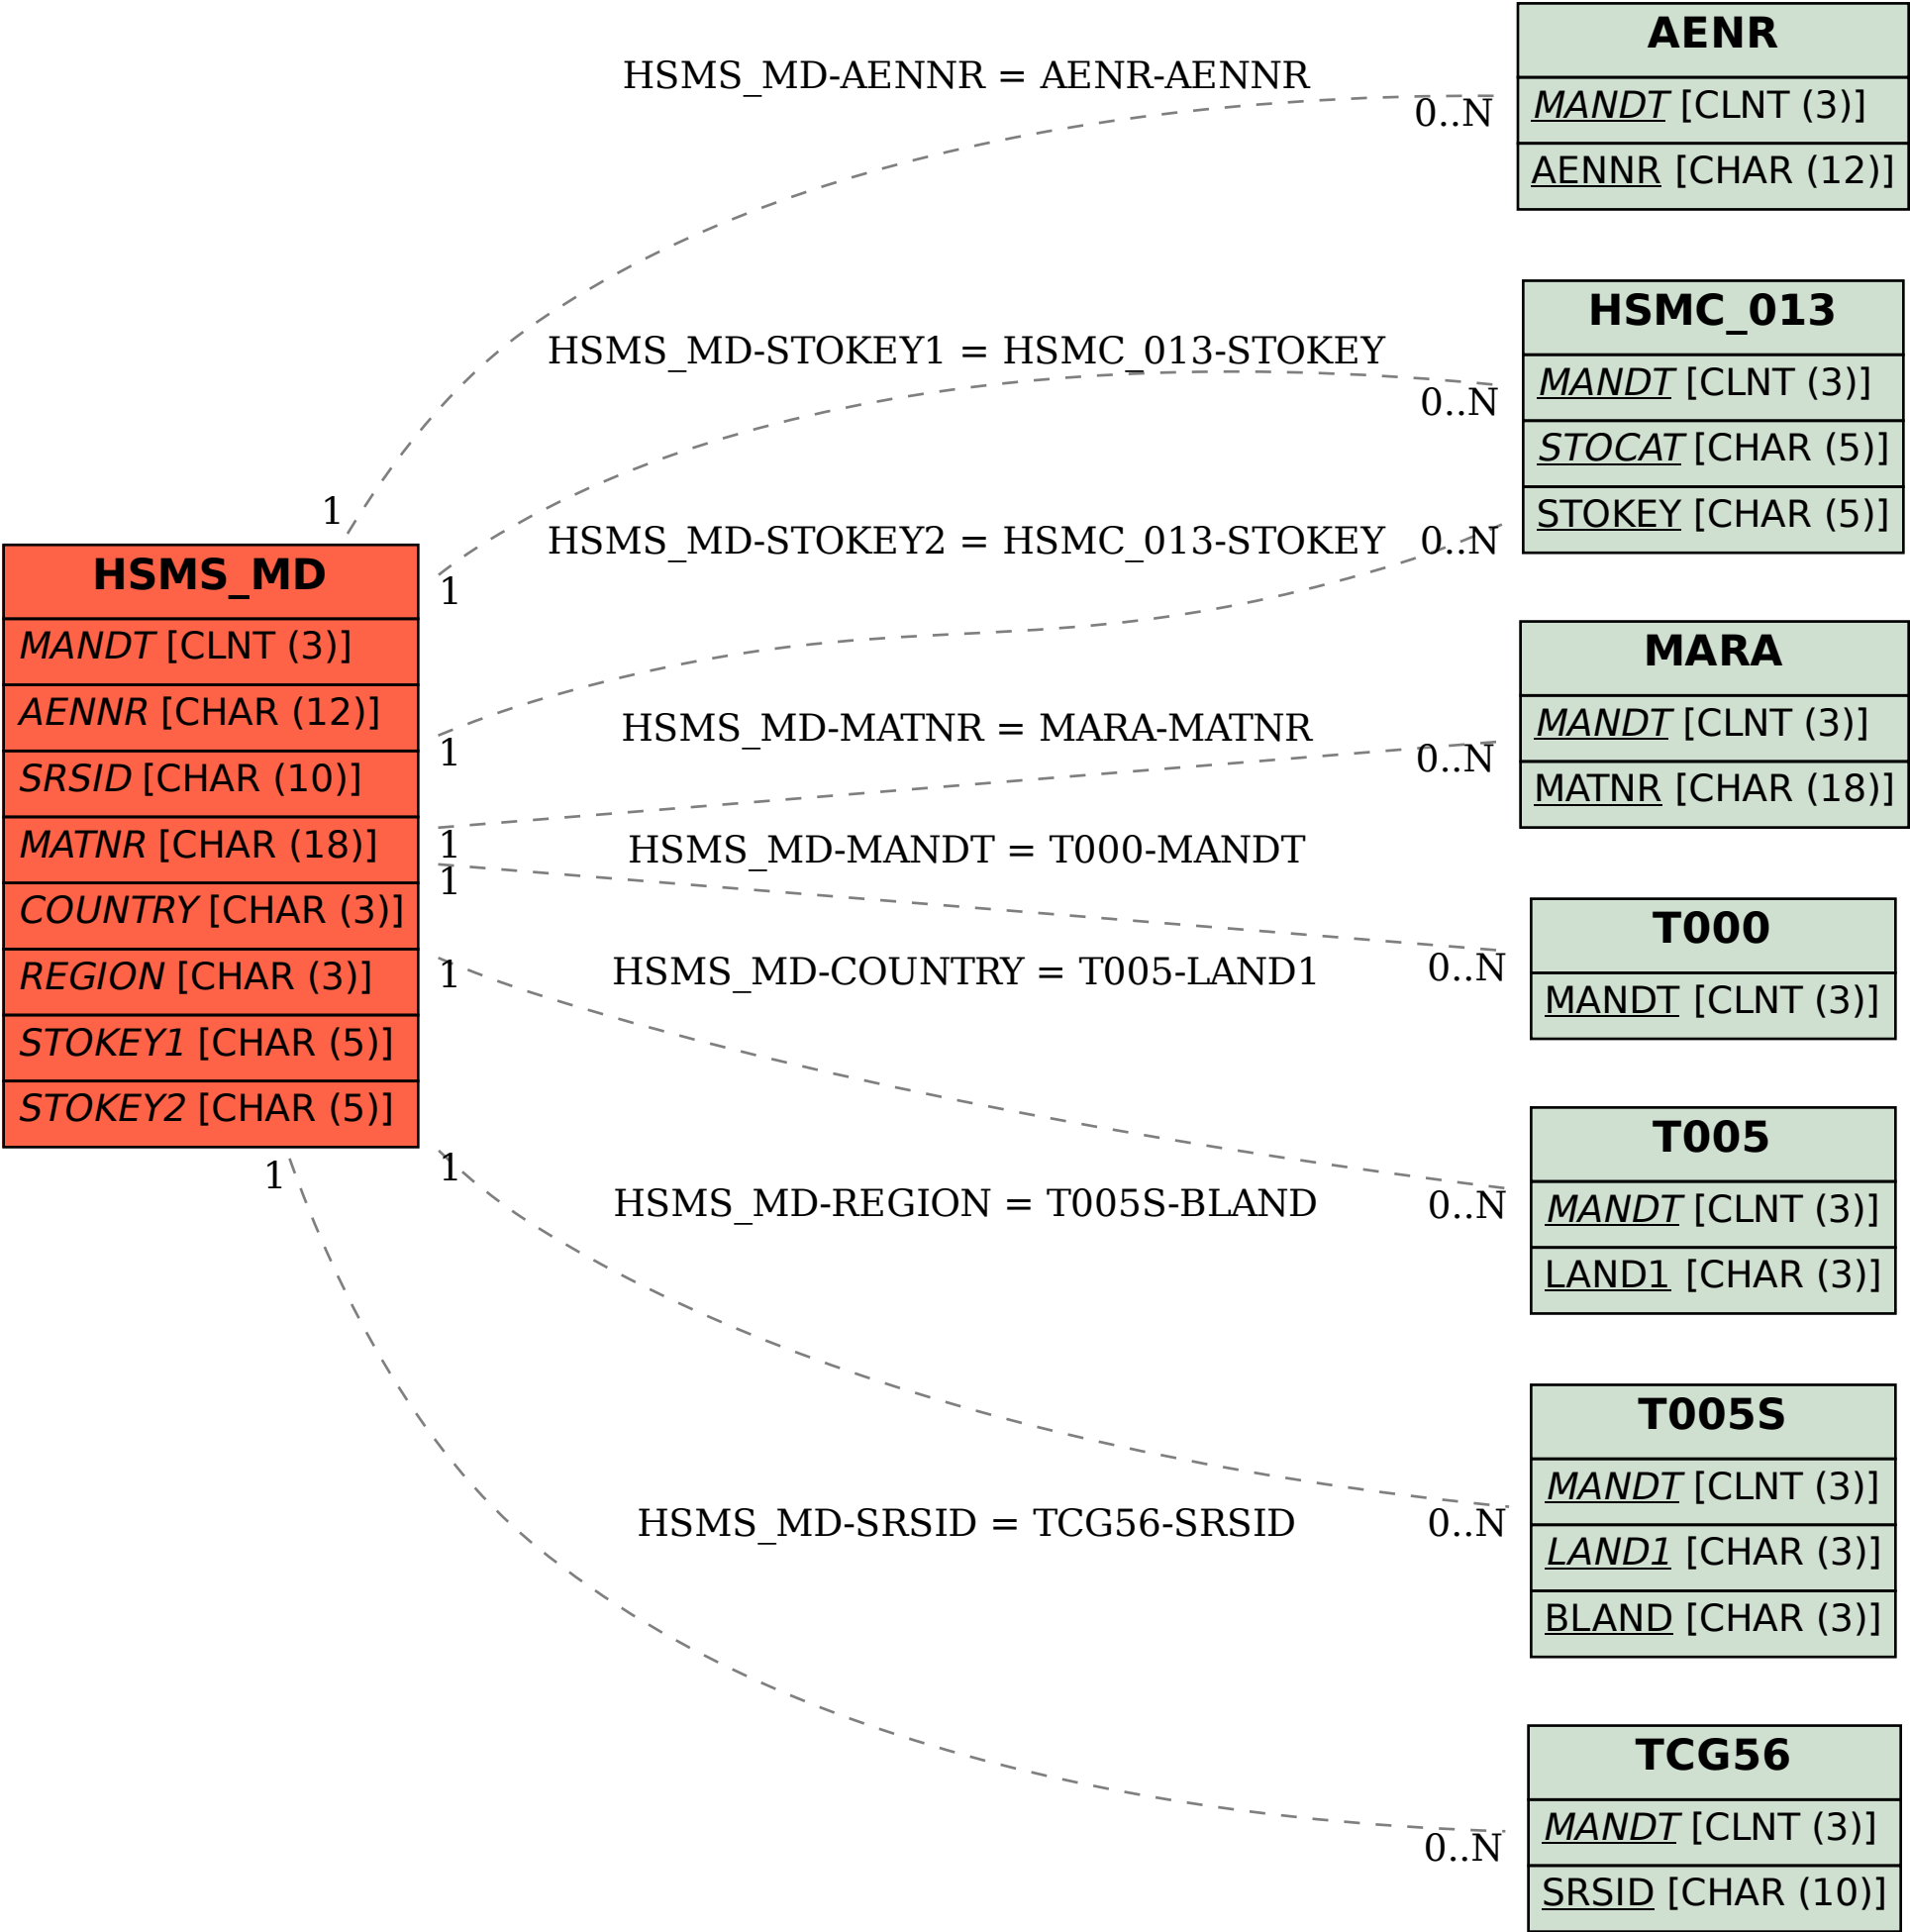 HSMS_MD
MANDT [CLNT (3)]
AENNR [CHAR (12)]
SRSID [CHAR (10)]
MATNR [CHAR (18)]
COUNTRY [CHAR (3)]
REGION [CHAR (3)]
STOKEY1 [CHAR (5)]
STOKEY2 [CHAR (5)]
HSMS_MD-AENNR = AENR-AENNR
0..N
1
HSMS_MD-STOKEY1 = HSMC_013-STOKEY
0..N
1
HSMS_MD-STOKEY2 = HSMC_013-STOKEY
0..N
1
HSMS_MD-MATNR = MARA-MATNR
0..N
1
HSMS_MD-MANDT = T000-MANDT
0..N
1
HSMS_MD-COUNTRY = T005-LAND1
0..N
1
HSMS_MD-REGION = T005S-BLAND
0..N
1
HSMS_MD-SRSID = TCG56-SRSID
0..N
1
AENR
MANDT [CLNT (3)]
AENNR [CHAR (12)]
HSMC_013
MANDT [CLNT (3)]
STOCAT [CHAR (5)]
STOKEY [CHAR (5)]
MARA
MANDT [CLNT (3)]
MATNR [CHAR (18)]
T000
MANDT [CLNT (3)]
T005
MANDT [CLNT (3)]
LAND1 [CHAR (3)]
T005S
MANDT [CLNT (3)]
LAND1 [CHAR (3)]
BLAND [CHAR (3)]
TCG56
MANDT [CLNT (3)]
SRSID [CHAR (10)]